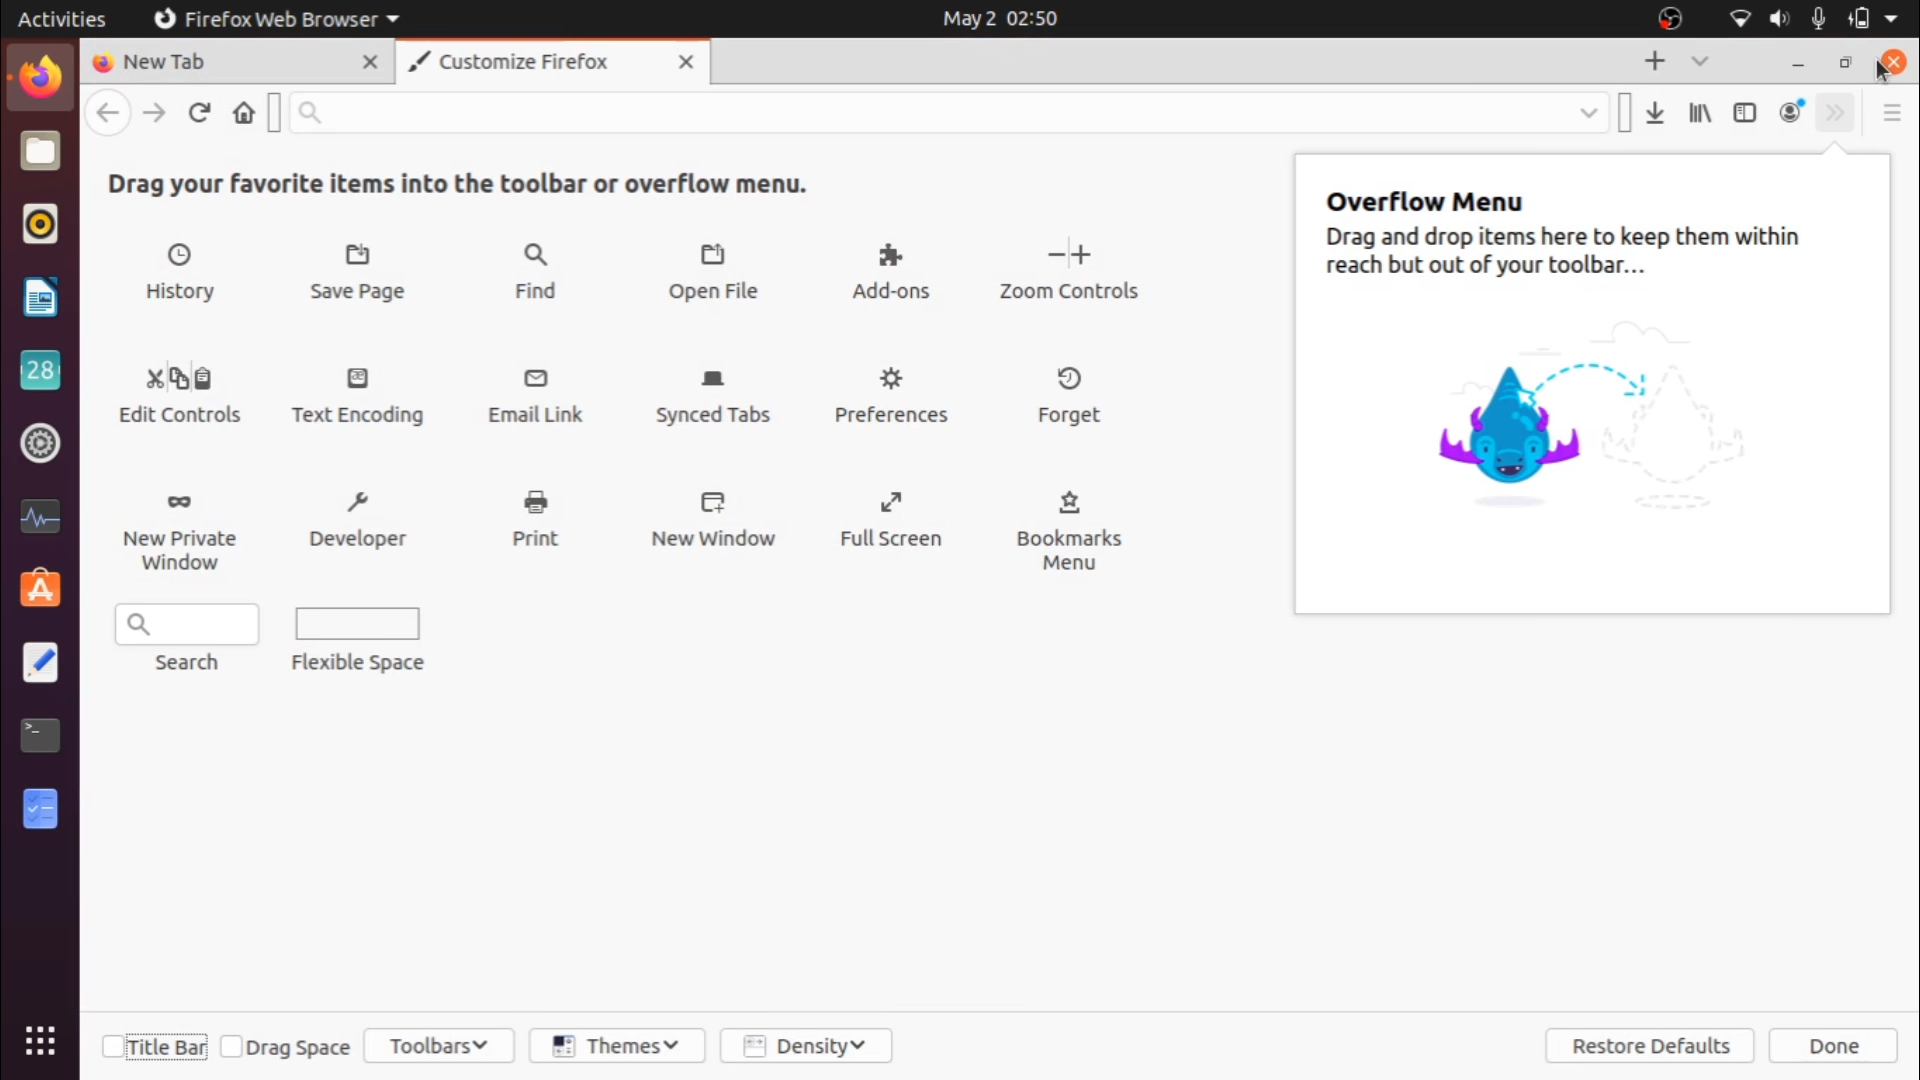 Activities
Firefox Web Browser
May 2 02:50
New Tab
Customize Firefox
Drag your favorite items into the toolbar or overflow menu.
History
Save Page
Find
Open File
Add-ons
Zoom Controls
Edit Controls
Text Encoding
Email Link
Synced Tabs
Preferences
Forget
New Private
Window
Developer
Print
New Window
Full Screen
Bookmarks
Menu
Search
Flexible Space
Overflow Menu
Drag and drop items here to keep them within
reach but out of your toolbar...
28
Title Bar
Drag Space
Toolbars
Themes
Density
Restore Defaults
Done